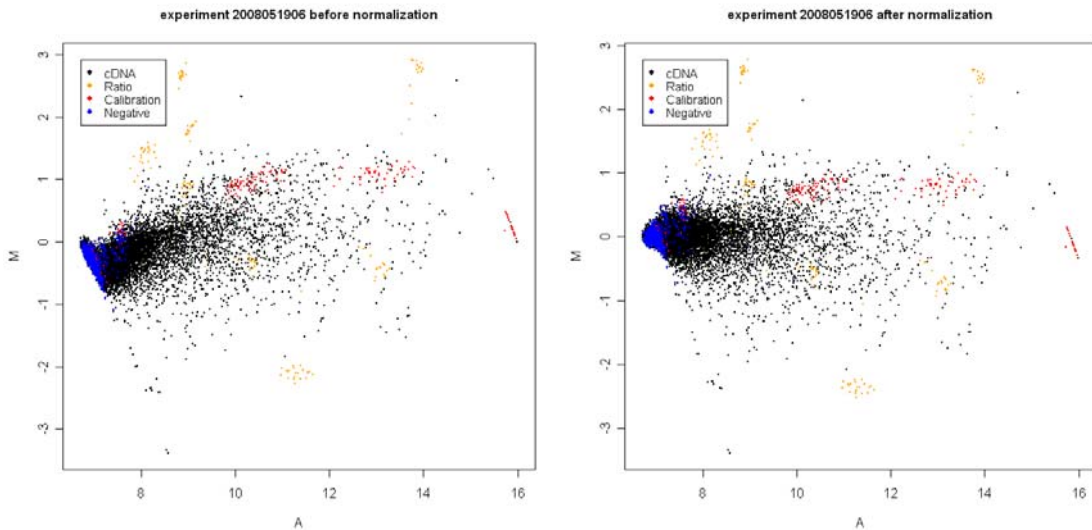 experiment 2008051906 before normalization
cDNA
Ratio
Calibration
Negative
3
2
1
0
-1
-2
-3
M
8
10
12
14
16
A
experiment 2008051906 after normalization
cDNA
Ratio
Calibration
Negative
3
2
1
0
-1
-2
-3
M
8
10
12
14
16
A